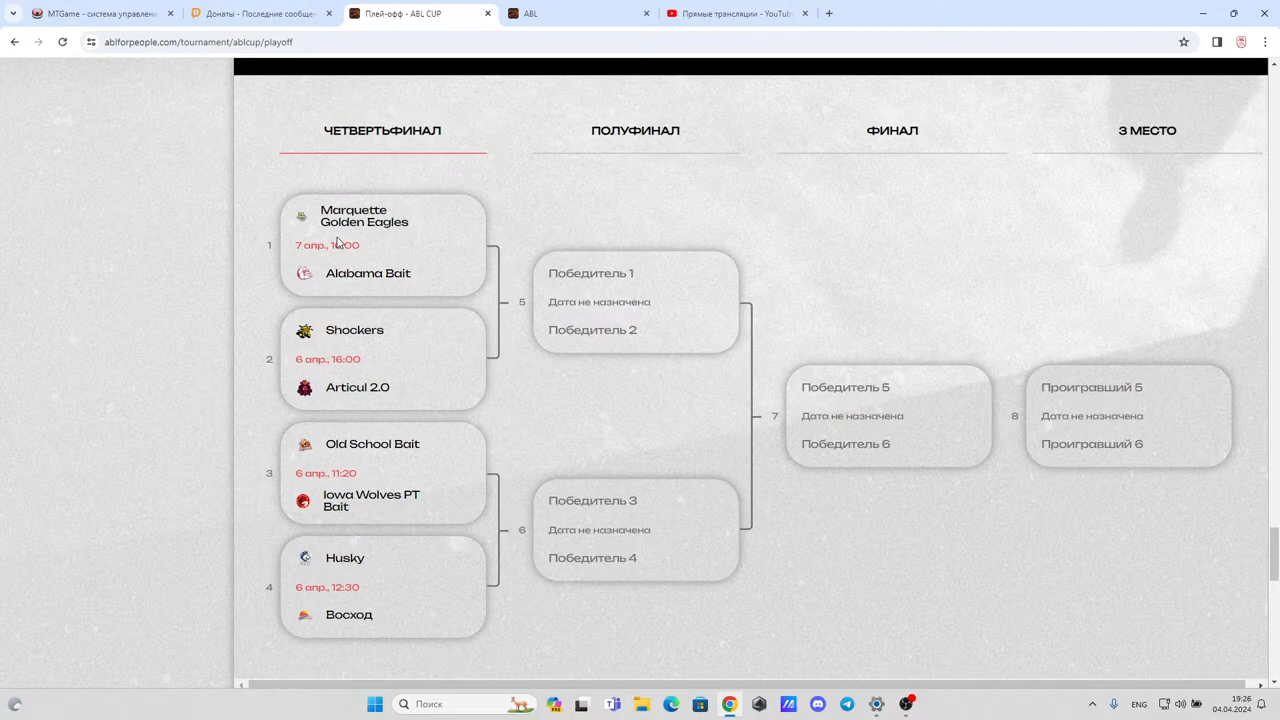 MTGame - система управлени
Донаты - Последние сообщен
Плей-офф - ABL CUP
ABL
Прямые трансляции - YouTub
ablforpeople.com/tournament/ablcup/playoff
ЧЕТВЕРТЬФИНАЛ
ПОЛУФИНАЛ
ФИНАЛ
3 МЕСТО
Marquette
Golden Eagles
1
7 апр., 10:00
Alabama Bait
Shockers
2
6 апр., 16:00
Articul 2.0
Old School Bait
3
6 апр., 11:20
Iowa Wolves PT
Bait
Husky
4
6 апр., 12:30
Восход
Победитель 1
5
Дата не назначена
Победитель 2
Победитель 3
6
Дата не назначена
Победитель 4
Победитель 5
7
Дата не назначена
Победитель 6
Проигравший 5
8
Дата не назначена
Проигравший 6
Поиск
ENG
19:26
04.04.2024